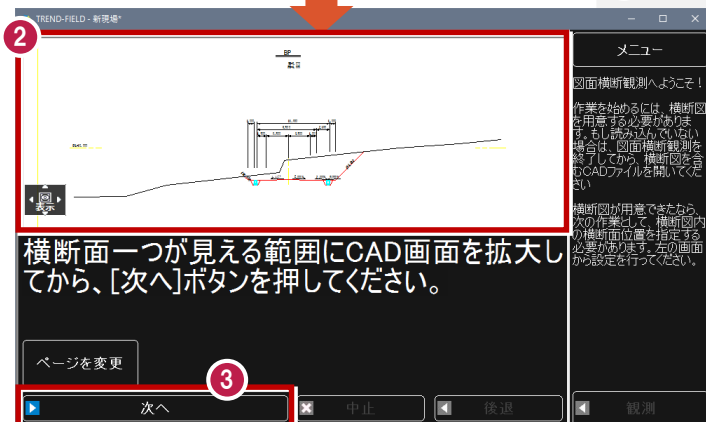 TREND-FIELD - 新現場*
2
BP
メニュー
図面横断観測へようこそ！
作業を始めるには、横断図
を用意する必要がありま
す。もし読み込んでいない
場合は、図面横断観測を
終了してから、横断図を含
むCADファイルを開いてくだ
さい
横断図が用意できたなら、
次の作業として、横断図内
の横断面位置を指定する
必要があります。左の画面
から設定を行ってください。
表示
横断面一つが見える範囲にCAD画面を拡大し
てから、[次へ]ボタンを押してください。
ページを変更
3
次へ
中止
後退
観測